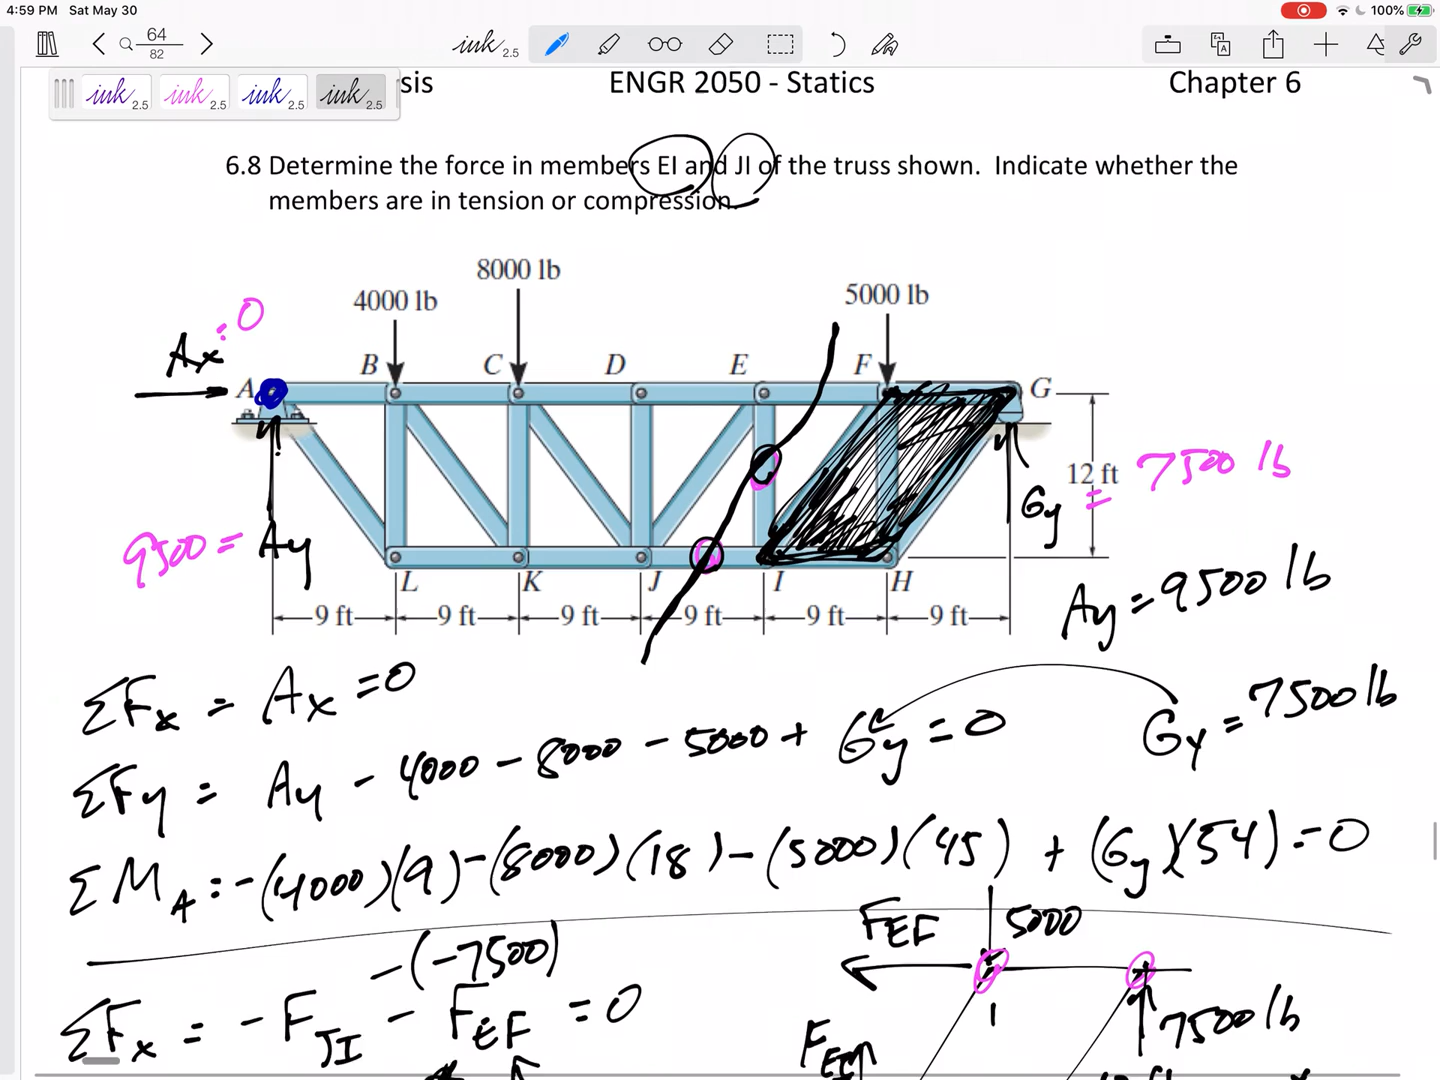 4:59 PM Sat May 30
100%
64
82
ink 2.5
ink 2.5 ink 2.5 ink 2.5 ink 2.5
sis ENGR 2050 - Statics Chapter 6
6.8 Determine the force in members EI and JI of the truss shown. Indicate whether the
members are in tension or compression.
8000 lb
4000 lb
5000 lb
Ax = 0
A B C D E F G
12 ft = 7500 lb
Gy
9500 = Ay
L K J I H
9 ft 9 ft 9 ft 9 ft 9 ft 9 ft
Ay = 9500 lb
ΣFx = Ax = 0
ΣFy = Ay - 4000 - 8000 - 5000 + Gy = 0
Gy = 7500 lb
ΣMA = -(4000)(9) - (8000)(18) - (5000)(45) + (Gy)(54) = 0
FEF 5000
-(-7500)
ΣFx = -FJI - FEF = 0
7500 lb